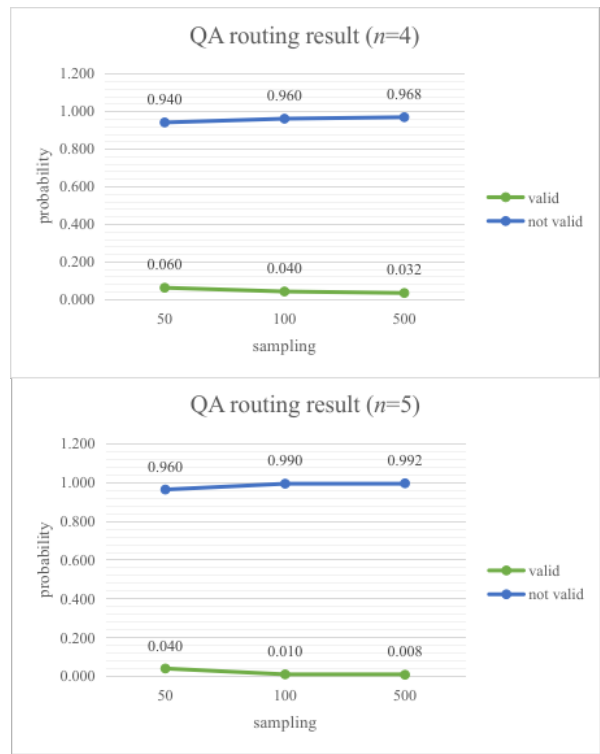 QA routing result (n=4)
1.200
1.000
0.800
0.600
0.400
0.200
0.000
probability
0.940 0.960 0.968
0.060 0.040 0.032
50 100 500
sampling
valid
not valid
QA routing result (n=5)
1.200
1.000
0.800
0.600
0.400
0.200
0.000
probability
0.960 0.990 0.992
0.040 0.010 0.008
50 100 500
sampling
valid
not valid